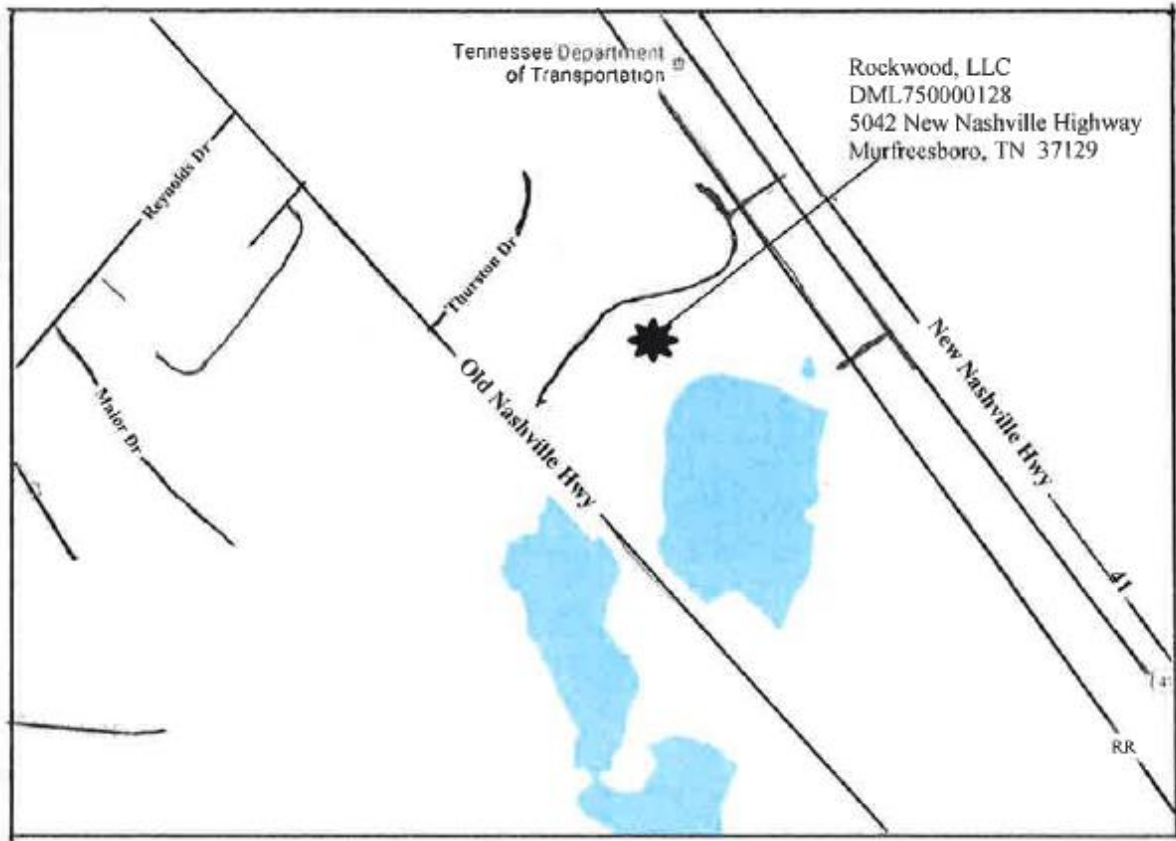 Tennessee Department
of Transportation
Rockwood, LLC
DML750000128
5042 New Nashville Highway
Murfreesboro, TN 37129
Reynolds Dr
Thurston Dr
Maior Dr
Old Nashville Hwy
New Nashville Hwy
41
RR